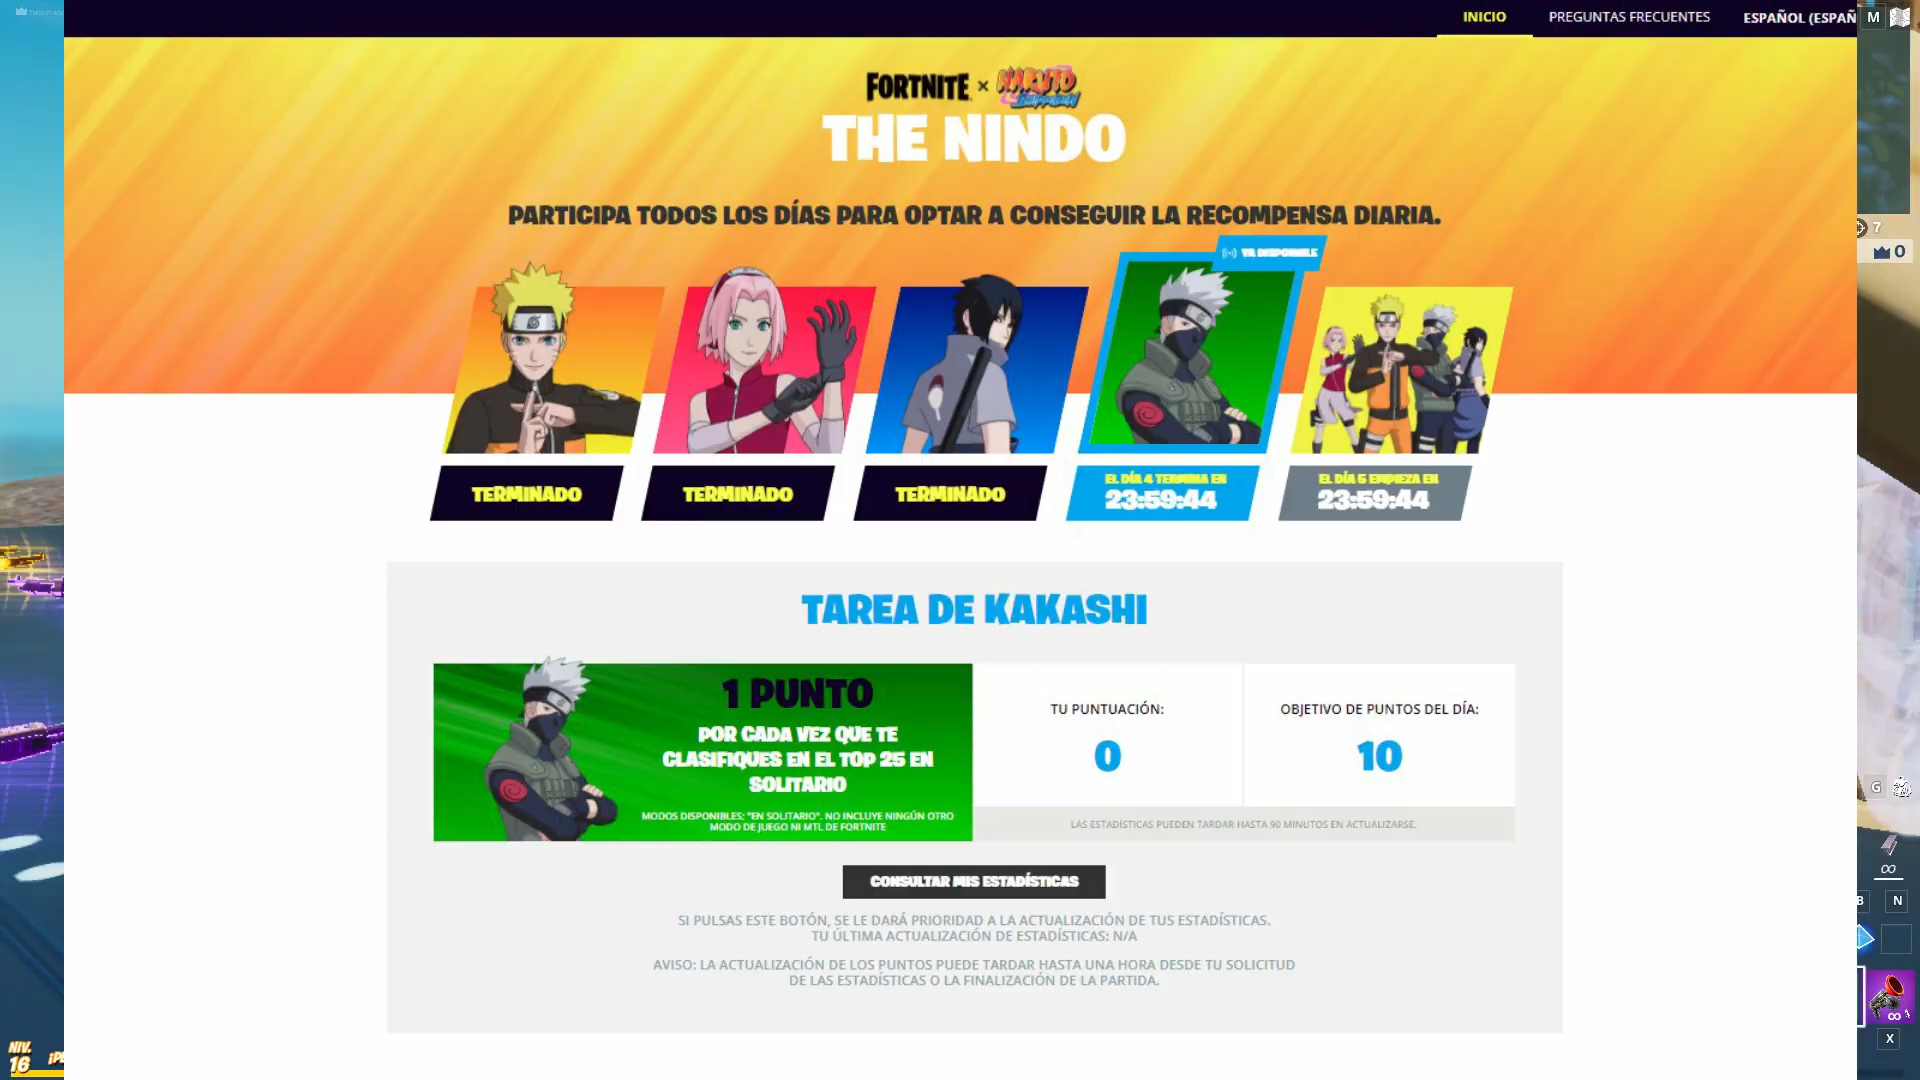 INICIO
PREGUNTAS FRECUENTES
ESPAÑOL (ESPAÑ
M
FORTNITE × NARUTO
THE NINDO
PARTICIPA TODOS LOS DÍAS PARA OPTAR A CONSEGUIR LA RECOMPENSA DIARIA.
7
0
YA DISPONIBLE
TERMINADO
TERMINADO
TERMINADO
EL DÍA 4 TERMINA EN
23:59:44
EL DÍA 5 EMPIEZA EN
23:59:44
TAREA DE KAKASHI
1 PUNTO
POR CADA VEZ QUE TE
CLASIFIQUES EN EL TOP 25 EN
SOLITARIO
MODOS DISPONIBLES: "EN SOLITARIO". NO INCLUYE NINGÚN OTRO
MODO DE JUEGO NI MTL DE FORTNITE
TU PUNTUACIÓN:
0
OBJETIVO DE PUNTOS DEL DÍA:
10
LAS ESTADÍSTICAS PUEDEN TARDAR HASTA 90 MINUTOS EN ACTUALIZARSE.
G
CONSULTAR MIS ESTADÍSTICAS
SI PULSAS ESTE BOTÓN, SE LE DARÁ PRIORIDAD A LA ACTUALIZACIÓN DE TUS ESTADÍSTICAS.
TU ÚLTIMA ACTUALIZACIÓN DE ESTADÍSTICAS: N/A
AVISO: LA ACTUALIZACIÓN DE LOS PUNTOS PUEDE TARDAR HASTA UNA HORA DESDE TU SOLICITUD
DE LAS ESTADÍSTICAS O LA FINALIZACIÓN DE LA PARTIDA.
∞
B
N
∞
X
NIV.
16